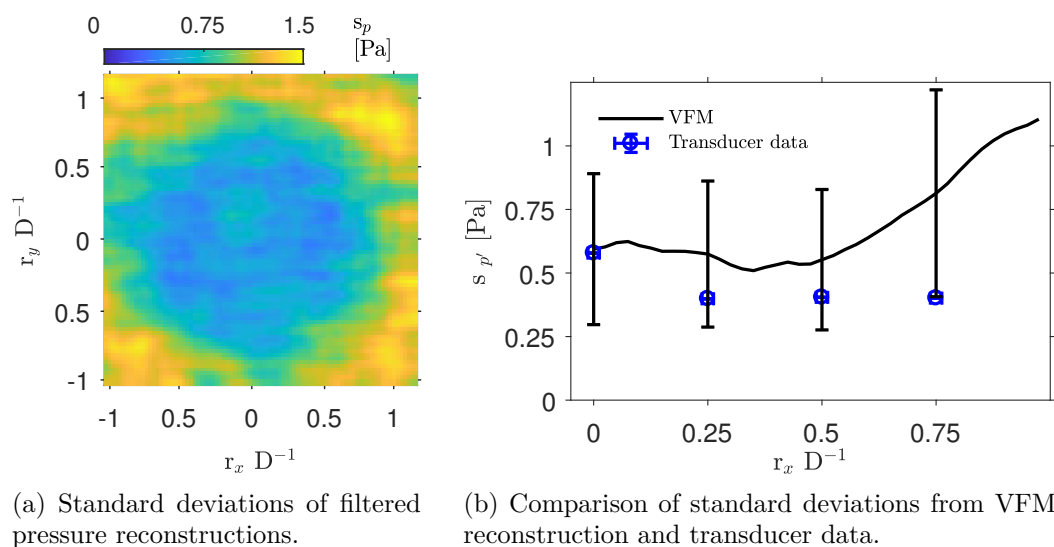 0 0.75 1.5 s_p
[Pa]
1
0.5
0
0.5
-1
r_y D^{-1}
-1 0.5 0 0.5 1
r_x D^{-1}
(a) Standard deviations of filtered
pressure reconstructions.
VFM
Transducer data
1
0.75
0.5
0.25
0
s_{p'} [Pa]
0 0.25 0.5 0.75
r_x D^{-1}
(b) Comparison of standard deviations from VFM
reconstruction and transducer data.